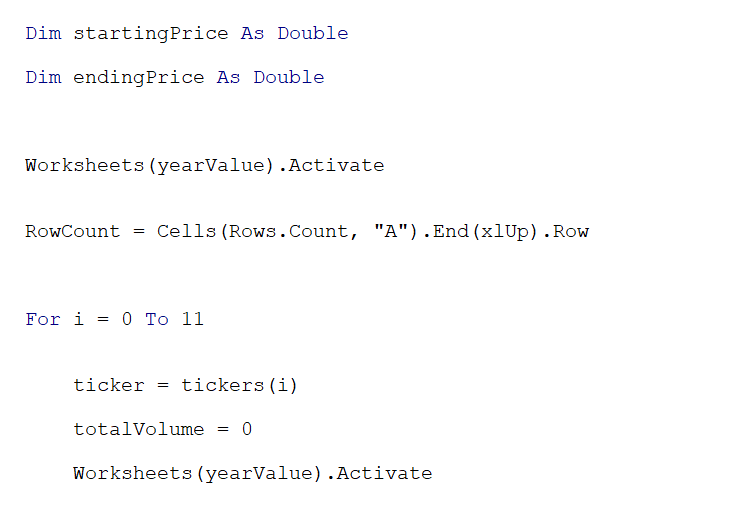 Dim startingPrice As Double
Dim endingPrice As Double
Worksheets(yearValue).Activate
RowCount = Cells(Rows.Count, "A").End(xlUp).Row
For i = 0 To 11
ticker = tickers(i)
totalVolume = 0
Worksheets(yearValue).Activate